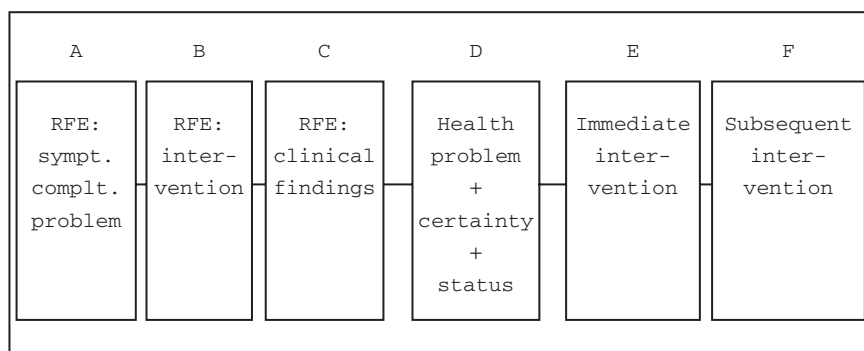 A B C D E F
RFE:
sympt.
complt.
problem
RFE:
inter-
vention
RFE:
clinical
findings
Health
problem
+
certainty
+
status
Immediate
inter-
vention
Subsequent
inter-
vention